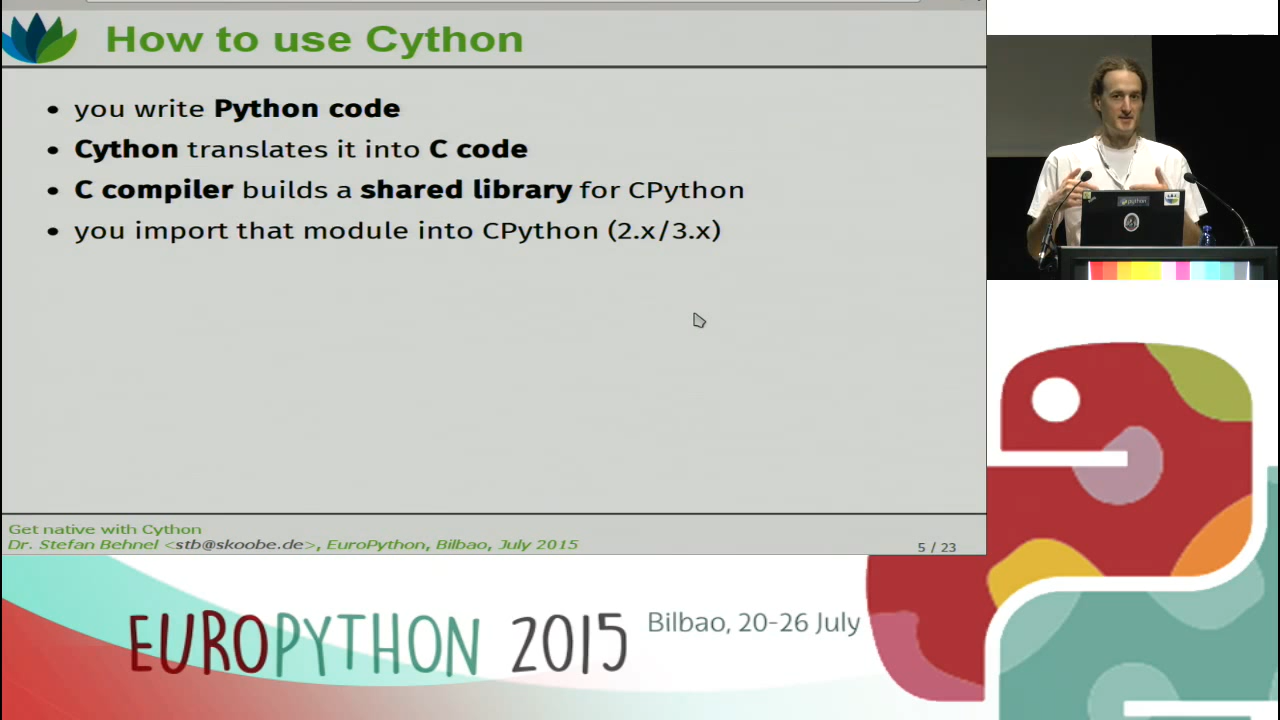 How to use Cython
• you write Python code
• Cython translates it into C code
• C compiler builds a shared library for CPython
• you import that module into CPython (2.x/3.x)
Get native with Cython
Dr. Stefan Behnel <stb@skoobe.de>, EuroPython, Bilbao, July 2015
5 / 23
python
EUROPYTHON 2015
Bilbao, 20-26 July